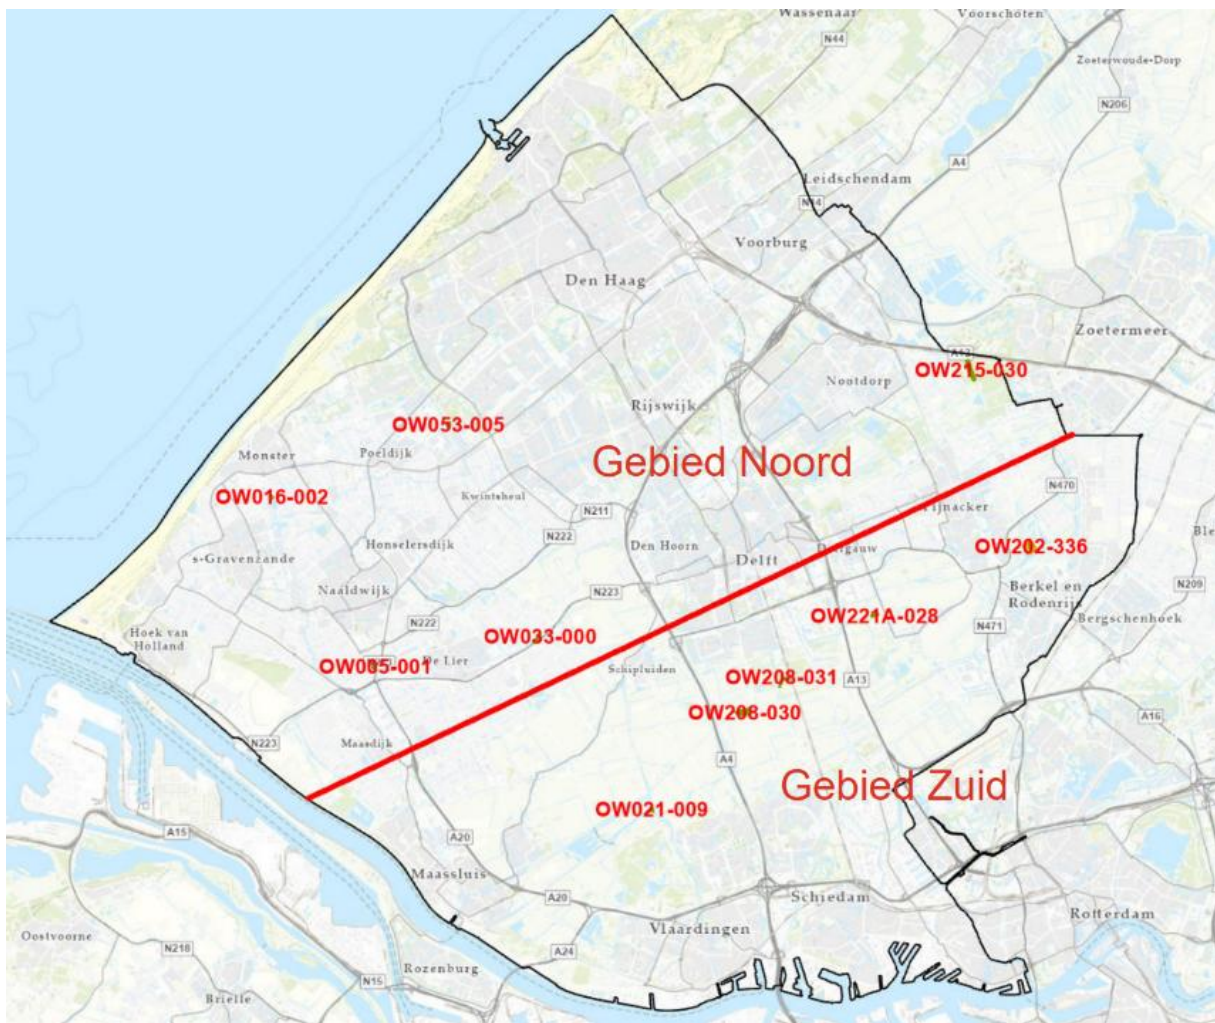 Wassenaar
Voorschoten
N44
Zoeterwoude-Dorp
N206
A4
Leidschendam
N14
Voorburg
Den Haag
Zoetermeer
A12
OW215-030
Nootdorp
Rijswijk
OW053-005
Monster
Poeldijk
Gebied Noord
OW016-002
Kwintsheul
N470
Pijnacker
N211
N222
Honselersdijk
Den Hoorn
Delft
Delfgauw
OW202-336
s-Gravenzande
Naaldwijk
N223
Berkel en
Rodenrijs
N209
Bergschenhoek
OW221A-028
N222
N471
Hoek van
Holland
OW033-000
De Lier
OW005-001
Schipluiden
OW208-031
A13
OW208-030
A16
N223
Maasdijk
A4
Gebied Zuid
OW021-009
A15
A20
Maassluis
A20
Schiedam
Vlaardingen
Rotterdam
Oostvoorne
N218
A24
Rozenburg
N15
Brielle